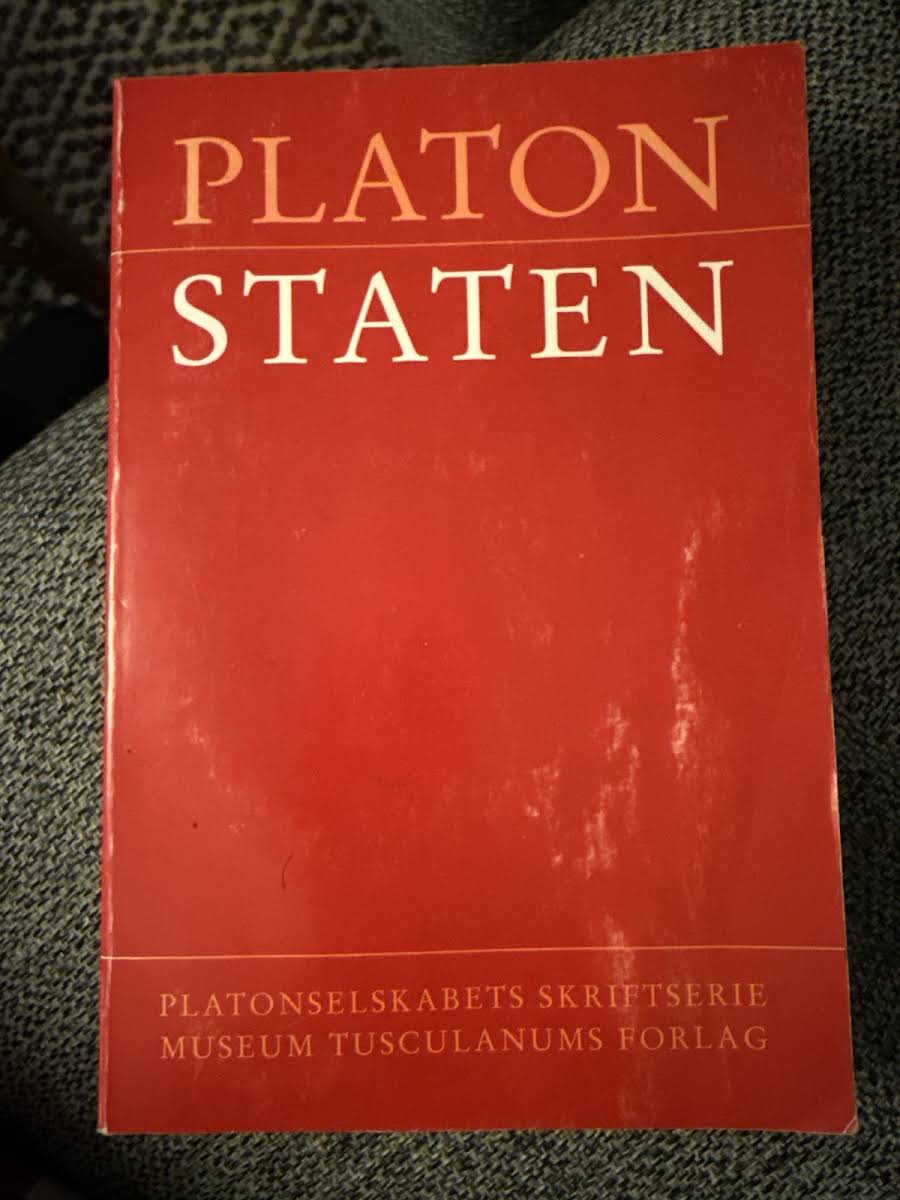 PLATON
STATEN
PLATONSELSKABETS SKRIFTSERIE
MUSEUM TUSCULANUMS FORLAG